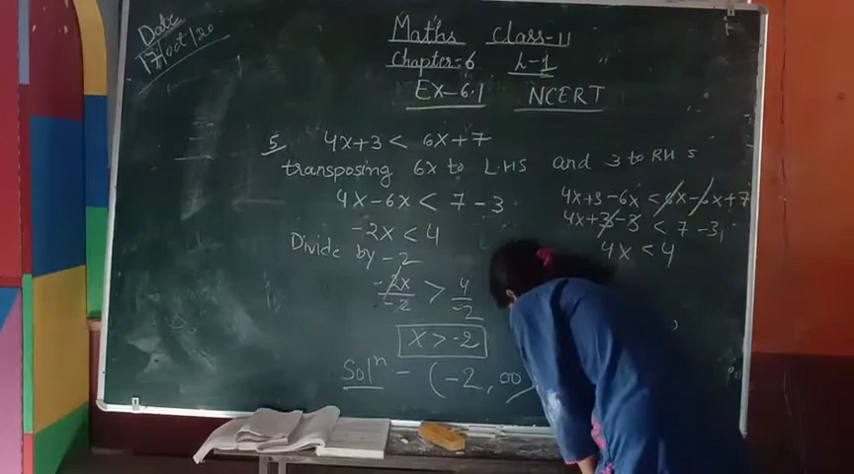 Date
17 oct/20
Maths Class-11
Chapter-6 L-1
Ex-6.1 NCERT
5 4x+3 < 6x+7
transposing 6x to L.HS and 3 to RHS
4x-6x < 7-3
-2x < 4
Divide by -2
-2x/-2 > 4/-2
x > -2
Solⁿ - (-2, ∞
4x+3-6x < 6x-6x+7
4x+3-3 < 7-3
4x < 4